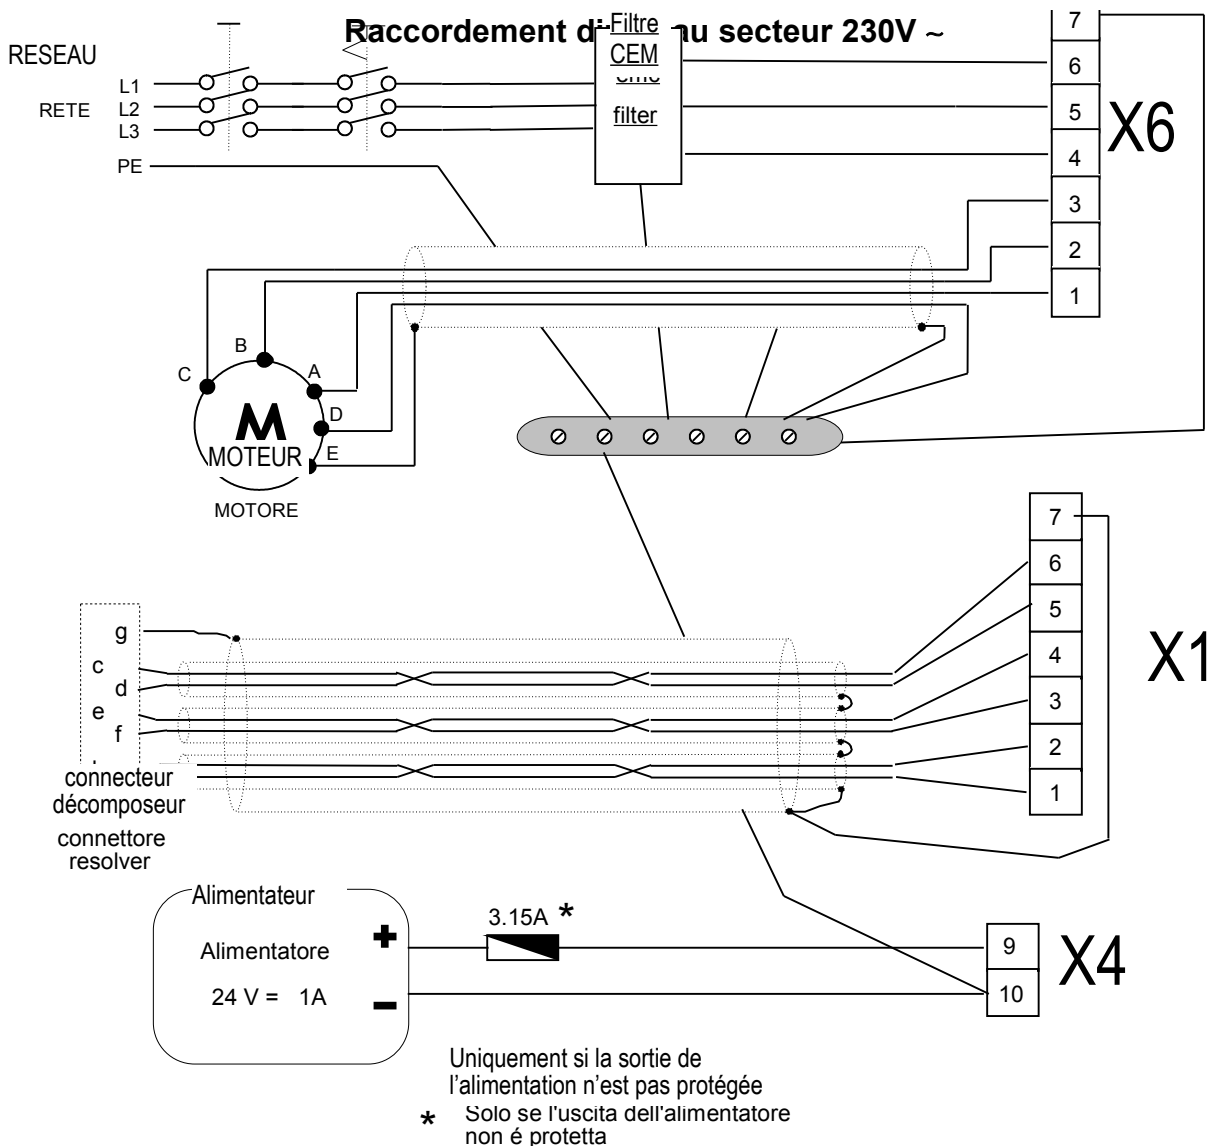 Raccordement di au secteur 230V ~
Filtre
CEM
filter
RESEAU
RETE
L1
L2
L3
PE
7
6
5
4
3
2
1
X6
B
C
A
D
E
M
MOTEUR
MOTORE
7
6
5
4
3
2
1
X1
g
c
d
e
f
connecteur
décomposeur
connettore
resolver
Alimentateur
Alimentatore
24 V = 1A
+
–
3.15A *
9
10
X4
Uniquement si la sortie de
l’alimentation n’est pas protégée
* Solo se l'uscita dell'alimentatore
non é protetta